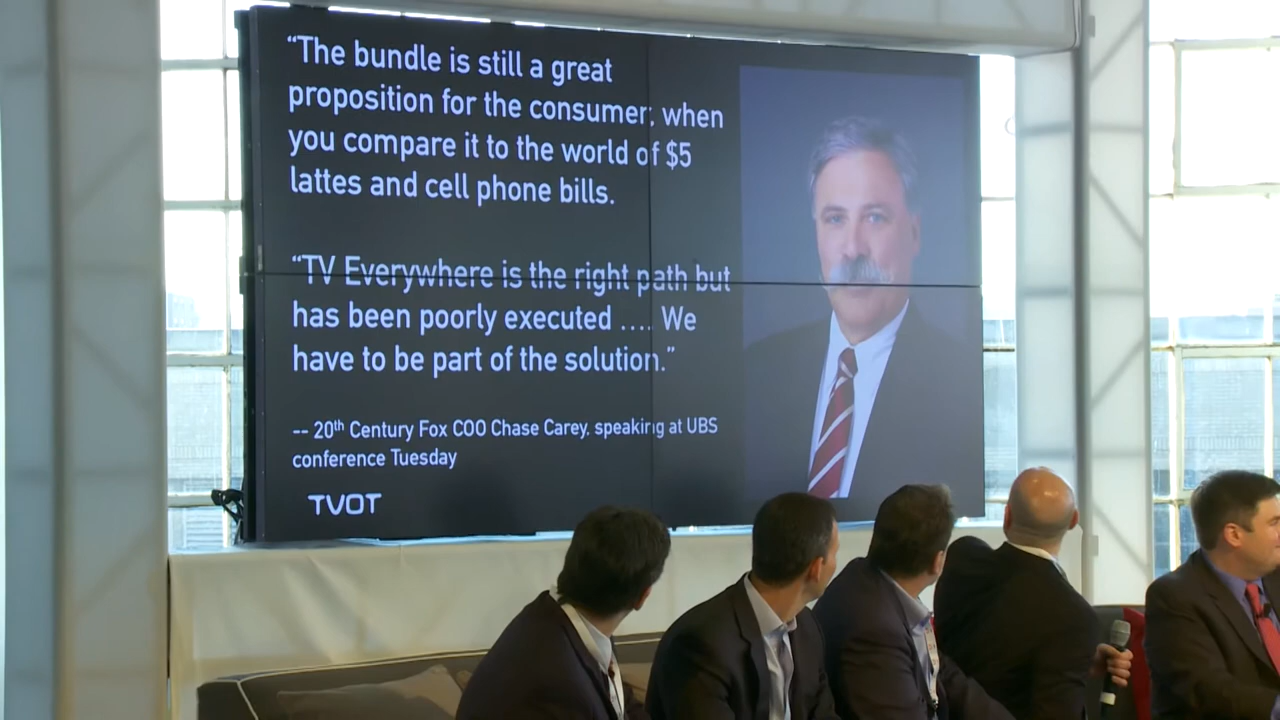 “The bundle is still a great
proposition for the consumer, when
you compare it to the world of $5
lattes and cell phone bills.
“TV Everywhere is the right path but
has been poorly executed .... We
have to be part of the solution.”
-- 20th Century Fox COO Chase Carey, speaking at UBS
conference Tuesday
TVOT